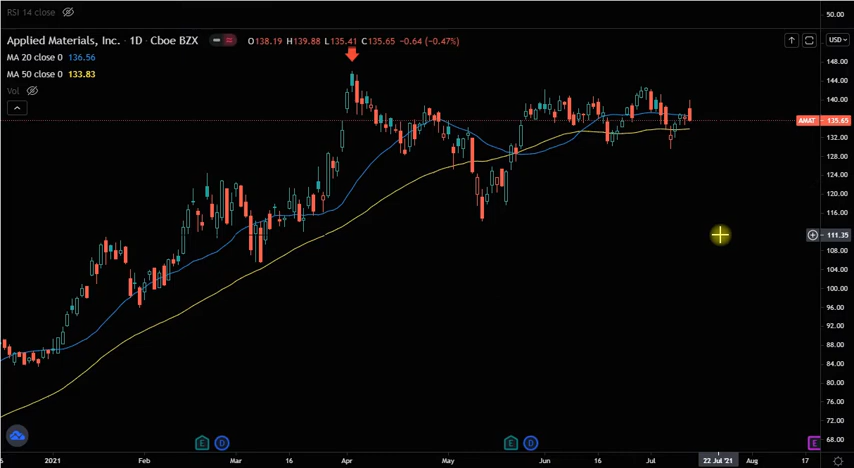 RSI 14 close
50.00
Applied Materials, Inc. · 1D · Cboe BZX O138.19 H139.88 L135.41 C135.65 −0.64 (−0.47%)
USD
MA 20 close 0 136.56
MA 50 close 0 133.83
Vol
148.00
144.00
140.00
AMAT 135.65
132.00
128.00
124.00
120.00
116.00
111.35
108.00
104.00
100.00
96.00
92.00
88.00
84.00
80.00
76.00
72.00
68.00
E D E D E
6 2021 Feb Mar 16 Apr May Jun 16 Jul 22 Jul '21 Aug 17